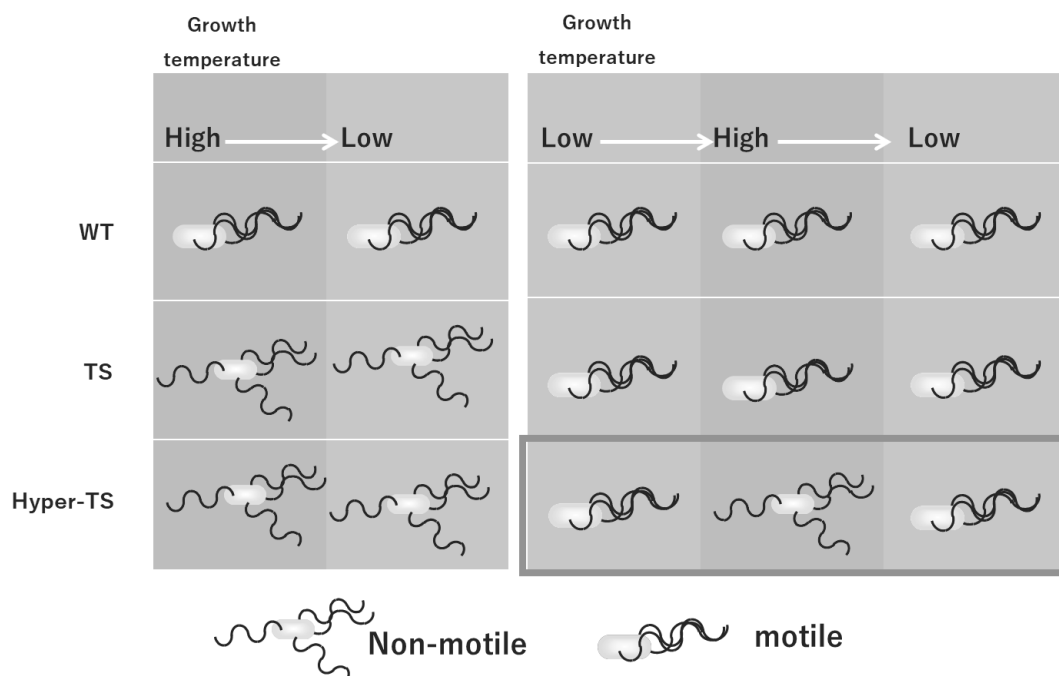 Growth
temperature
Growth
temperature
High
Low
Low
High
Low
WT
TS
Hyper-TS
Non-motile
motile